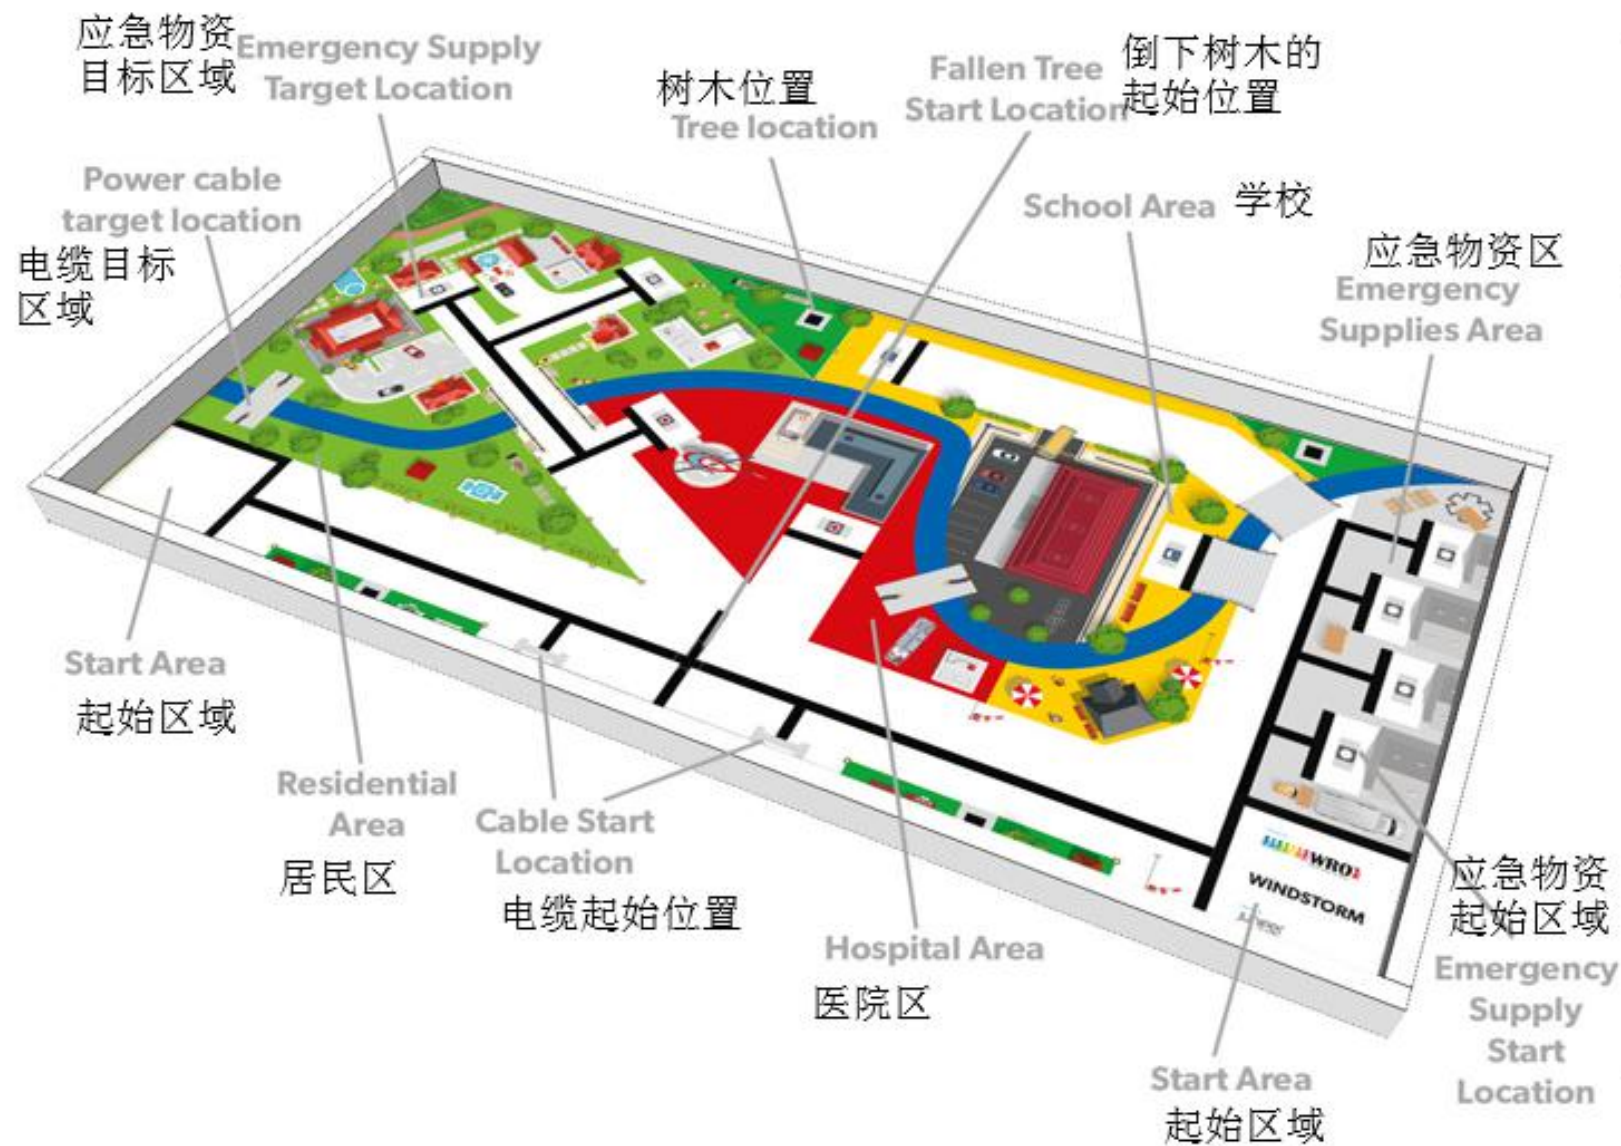 应急物资
目标区域
Emergency Supply
Target Location
树木位置
Tree location
Fallen Tree
Start Location
倒下树木的
起始位置
Power cable
target location
电缆目标
区域
School Area 学校
应急物资区
Emergency
Supplies Area
Start Area
起始区域
Residential
Area
居民区
Cable Start
Location
电缆起始位置
Hospital Area
医院区
WRO
WINDSTORM
应急物资
起始区域
Emergency
Supply
Start
Location
Start Area
起始区域